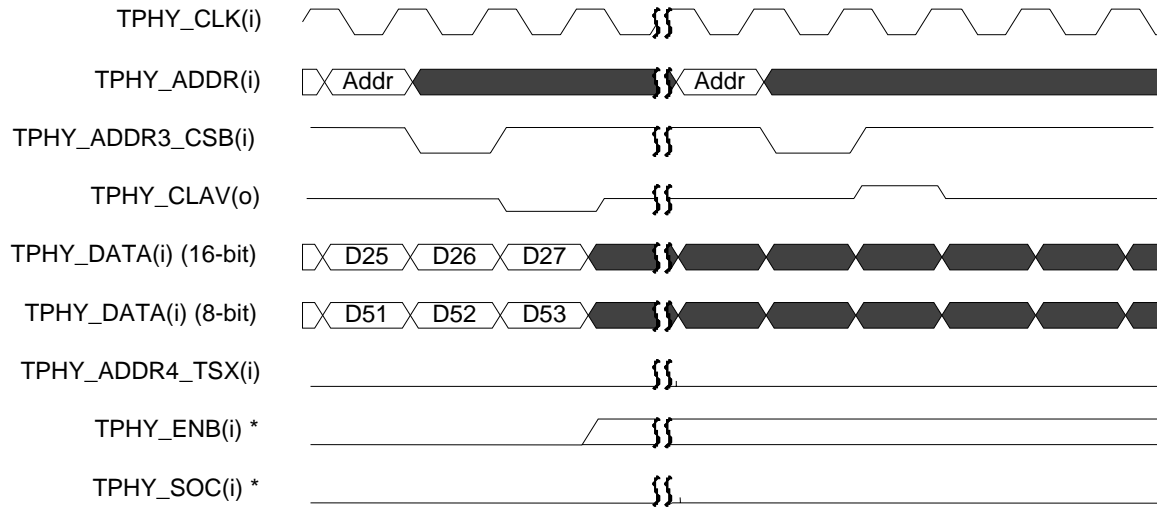 TPHY_CLK(i)
TPHY_ADDR(i) Addr Addr
TPHY_ADDR3_CSB(i)
TPHY_CLAV(o)
TPHY_DATA(i) (16-bit) D25 D26 D27
TPHY_DATA(i) (8-bit) D51 D52 D53
TPHY_ADDR4_TSX(i)
TPHY_ENB(i) *
TPHY_SOC(i) *